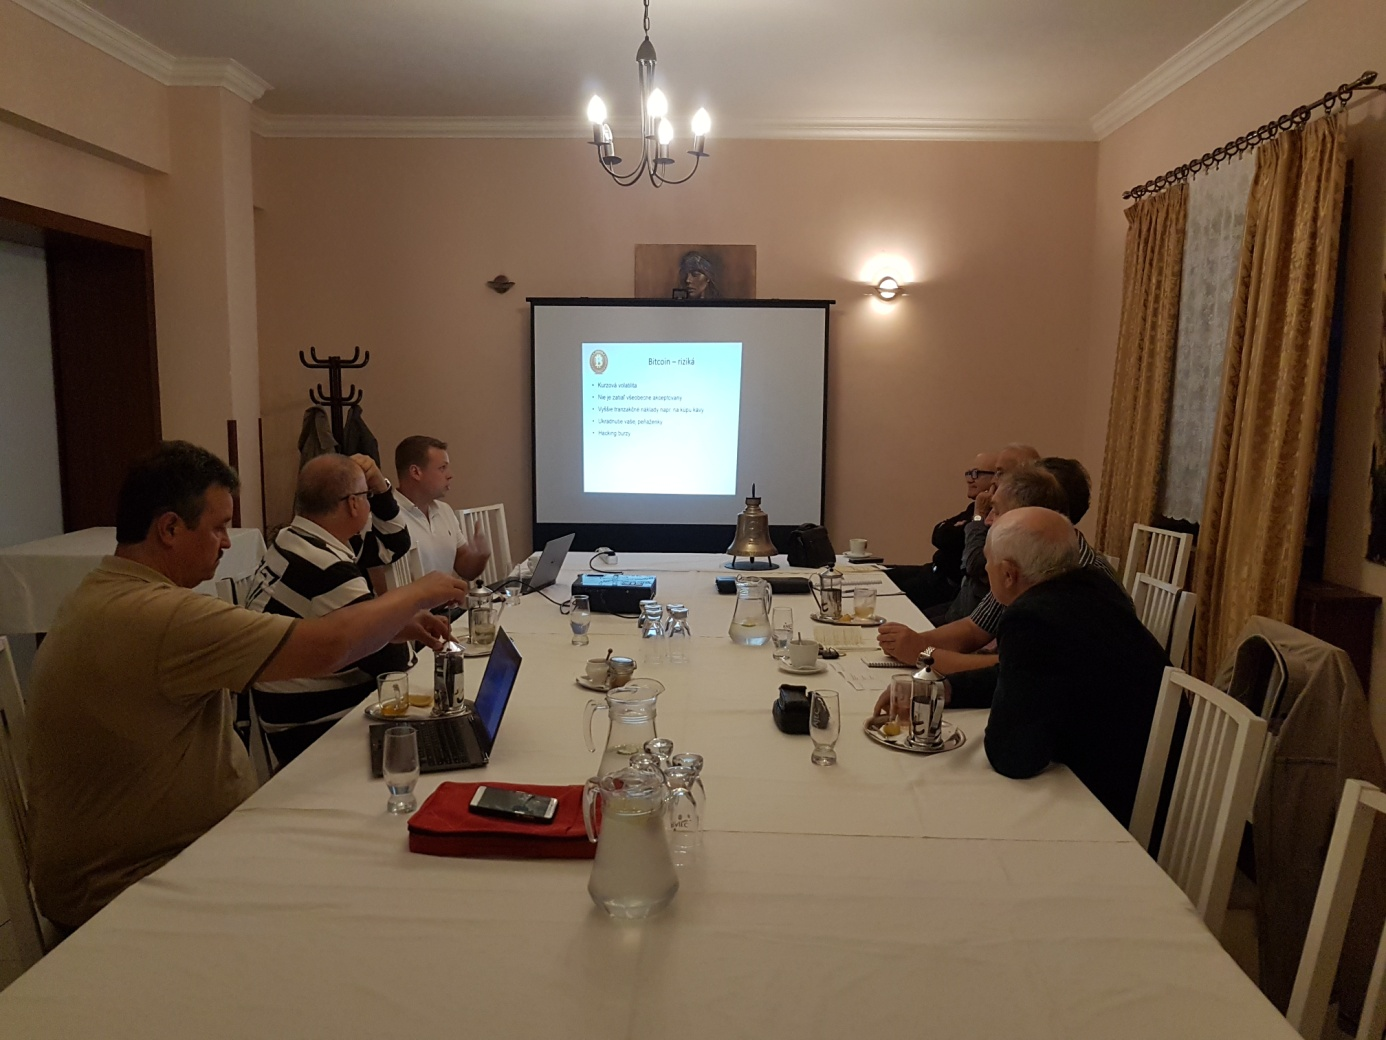 Bitcoin – riziká
Kurzová volatilita
Nie je zatiaľ všeobecne akceptovaný
Vyššie tranzakčné náklady napr. na kúpu kávy
Ukradnutie vašej peňaženky
Hacking burzy